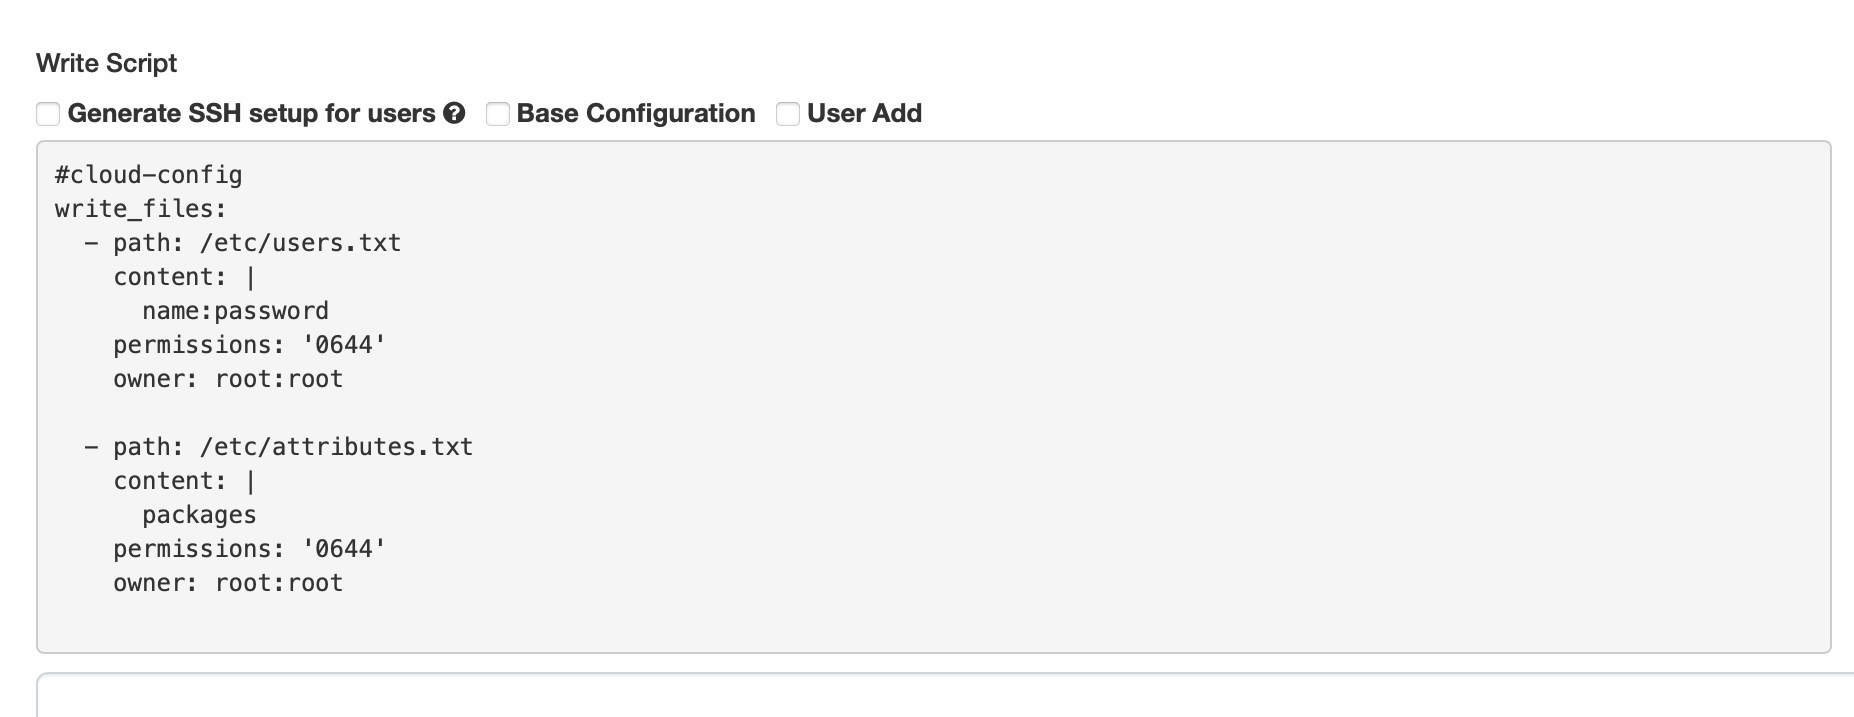 Write Script
Generate SSH setup for users ? Base Configuration User Add
#cloud-config
write_files:
  - path: /etc/users.txt
    content: |
      name:password
    permissions: '0644'
    owner: root:root

  - path: /etc/attributes.txt
    content: |
      packages
    permissions: '0644'
    owner: root:root